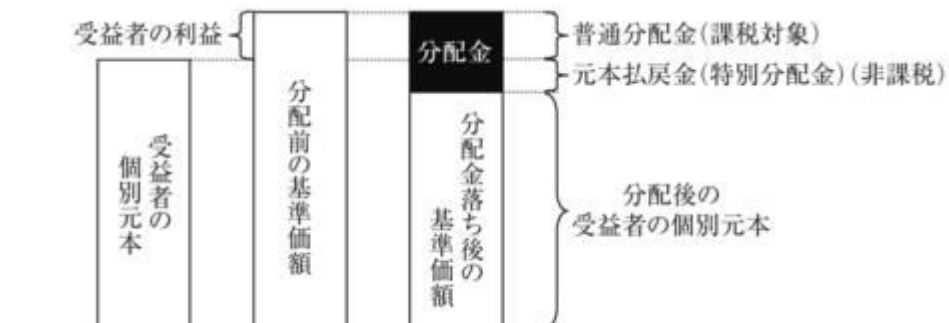 受益者の利益
分配金
普通分配金(課税対象)
元本払戻金(特別分配金)(非課税)
受益者の
個別元本
分配前の基準価額
分配金落ち後の
基準価額
分配後の
受益者の個別元本